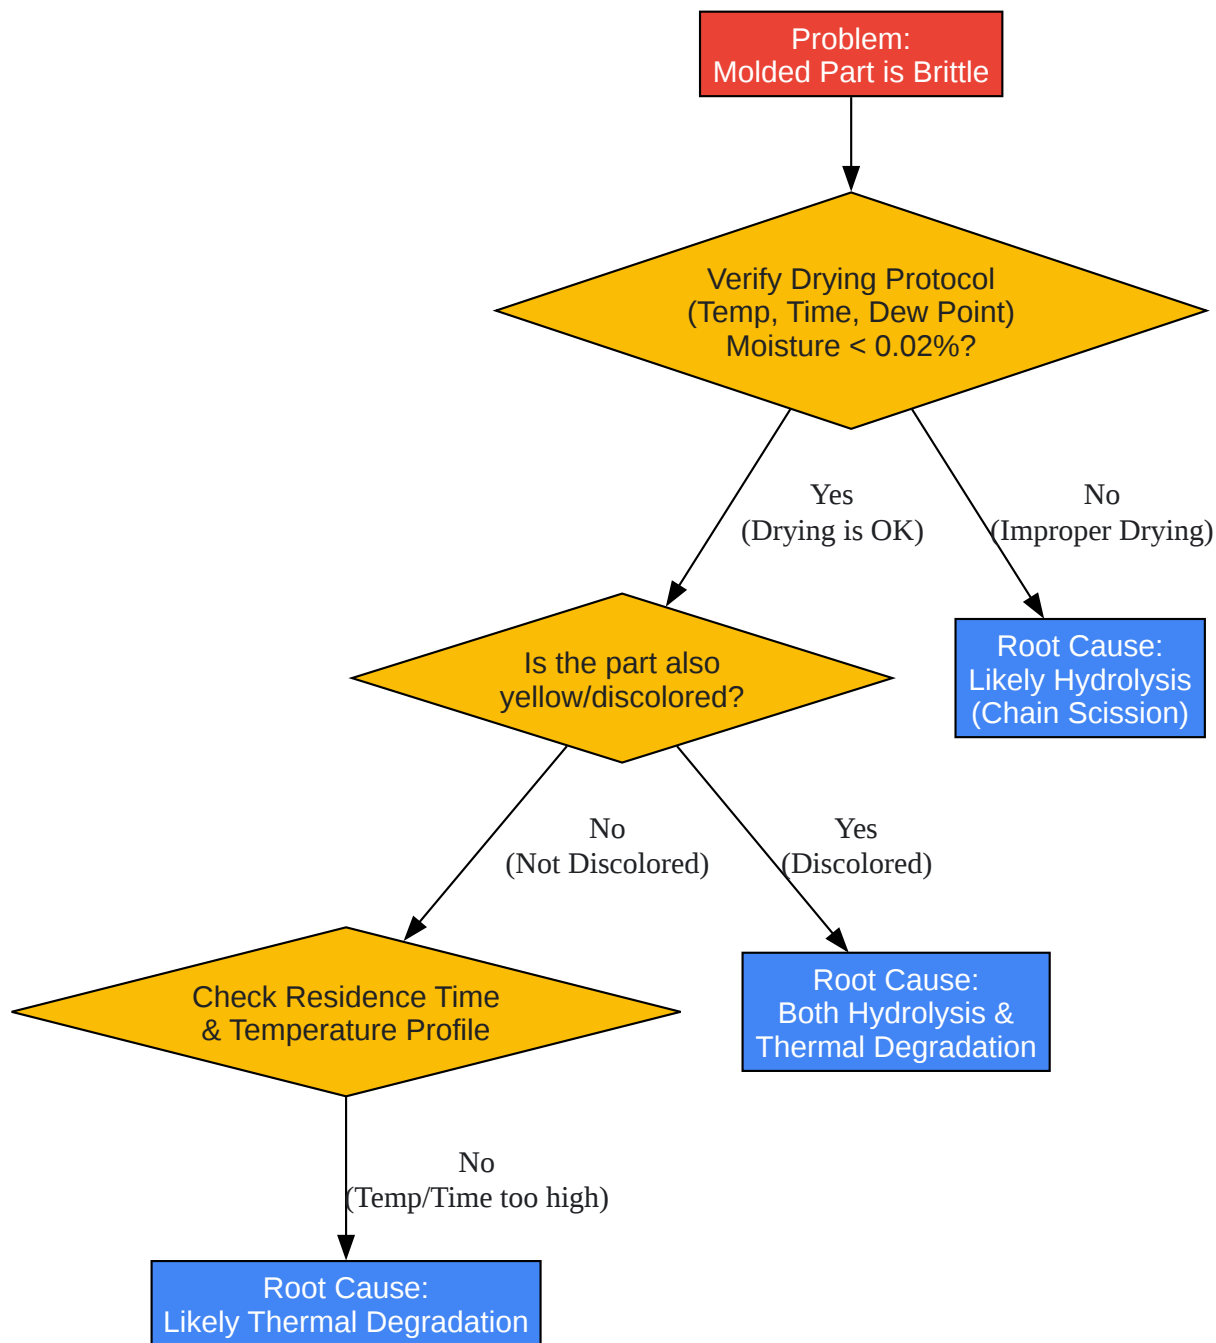 Problem:
Molded Part is Brittle
Verify Drying Protocol
(Temp, Time, Dew Point)
Moisture < 0.02%?
Yes
(Drying is OK)
No
(Improper Drying)
Is the part also
yellow/discolored?
Root Cause:
Likely Hydrolysis
(Chain Scission)
No
(Not Discolored)
Yes
(Discolored)
Check Residence Time
& Temperature Profile
Root Cause:
Both Hydrolysis &
Thermal Degradation
No
(Temp/Time too high)
Root Cause:
Likely Thermal Degradation